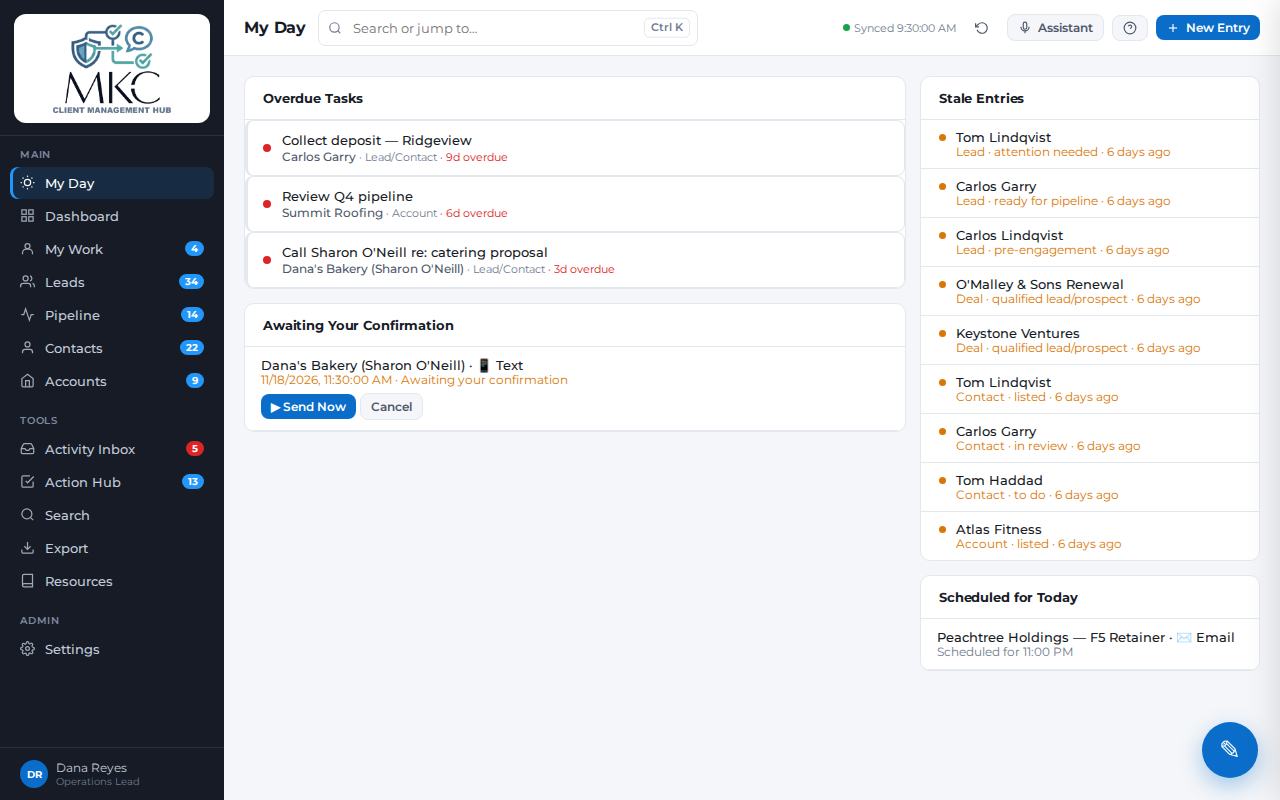 MKC
CLIENT MANAGEMENT HUB
MAIN
My Day
Dashboard
My Work 4
Leads 34
Pipeline 14
Contacts 22
Accounts 9
TOOLS
Activity Inbox 5
Action Hub 13
Search
Export
Resources
ADMIN
Settings
DR
Dana Reyes
Operations Lead
My Day
Search or jump to...
Ctrl K
Synced 9:30:00 AM
Assistant
+ New Entry
Overdue Tasks
Collect deposit — Ridgeview
Carlos Garry · Lead/Contact · 9d overdue
Review Q4 pipeline
Summit Roofing · Account · 6d overdue
Call Sharon O'Neill re: catering proposal
Dana's Bakery (Sharon O'Neill) · Lead/Contact · 3d overdue
Awaiting Your Confirmation
Dana's Bakery (Sharon O'Neill) · 📱 Text
11/18/2026, 11:30:00 AM · Awaiting your confirmation
▶ Send Now
Cancel
Stale Entries
Tom Lindqvist
Lead · attention needed · 6 days ago
Carlos Garry
Lead · ready for pipeline · 6 days ago
Carlos Lindqvist
Lead · pre-engagement · 6 days ago
O'Malley & Sons Renewal
Deal · qualified lead/prospect · 6 days ago
Keystone Ventures
Deal · qualified lead/prospect · 6 days ago
Tom Lindqvist
Contact · listed · 6 days ago
Carlos Garry
Contact · in review · 6 days ago
Tom Haddad
Contact · to do · 6 days ago
Atlas Fitness
Account · listed · 6 days ago
Scheduled for Today
Peachtree Holdings — F5 Retainer · ✉️ Email
Scheduled for 11:00 PM